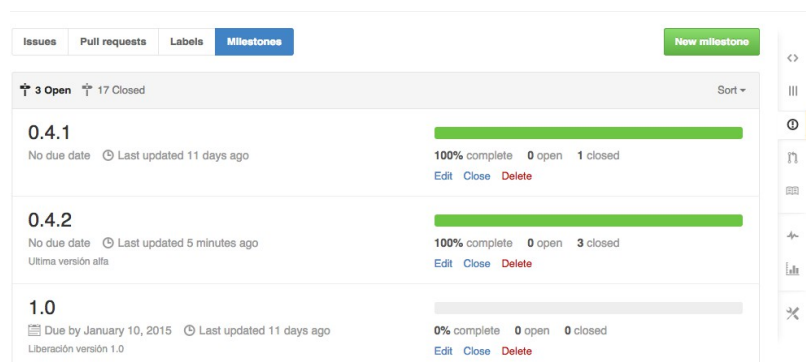 Issues Pull requests Labels Milestones New milestone
3 Open 17 Closed Sort
0.4.1
No due date Last updated 11 days ago
100% complete 0 open 1 closed
Edit Close Delete
0.4.2
No due date Last updated 5 minutes ago
Ultima versión alfa
100% complete 0 open 3 closed
Edit Close Delete
1.0
Due by January 10, 2015 Last updated 11 days ago
Liberación versión 1.0
0% complete 0 open 0 closed
Edit Close Delete